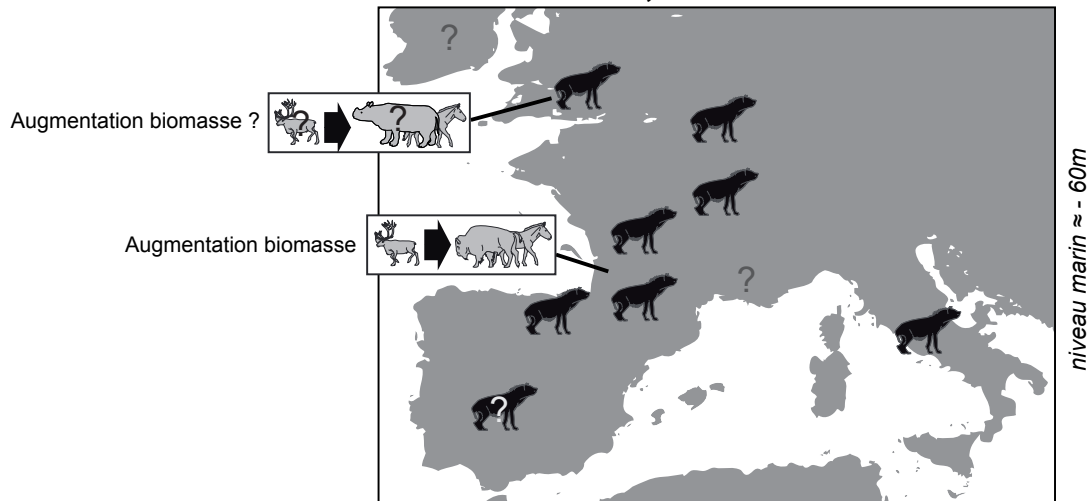 ?
Augmentation biomasse ?
?
?
Augmentation biomasse
?
?
niveau marin ≈ - 60m